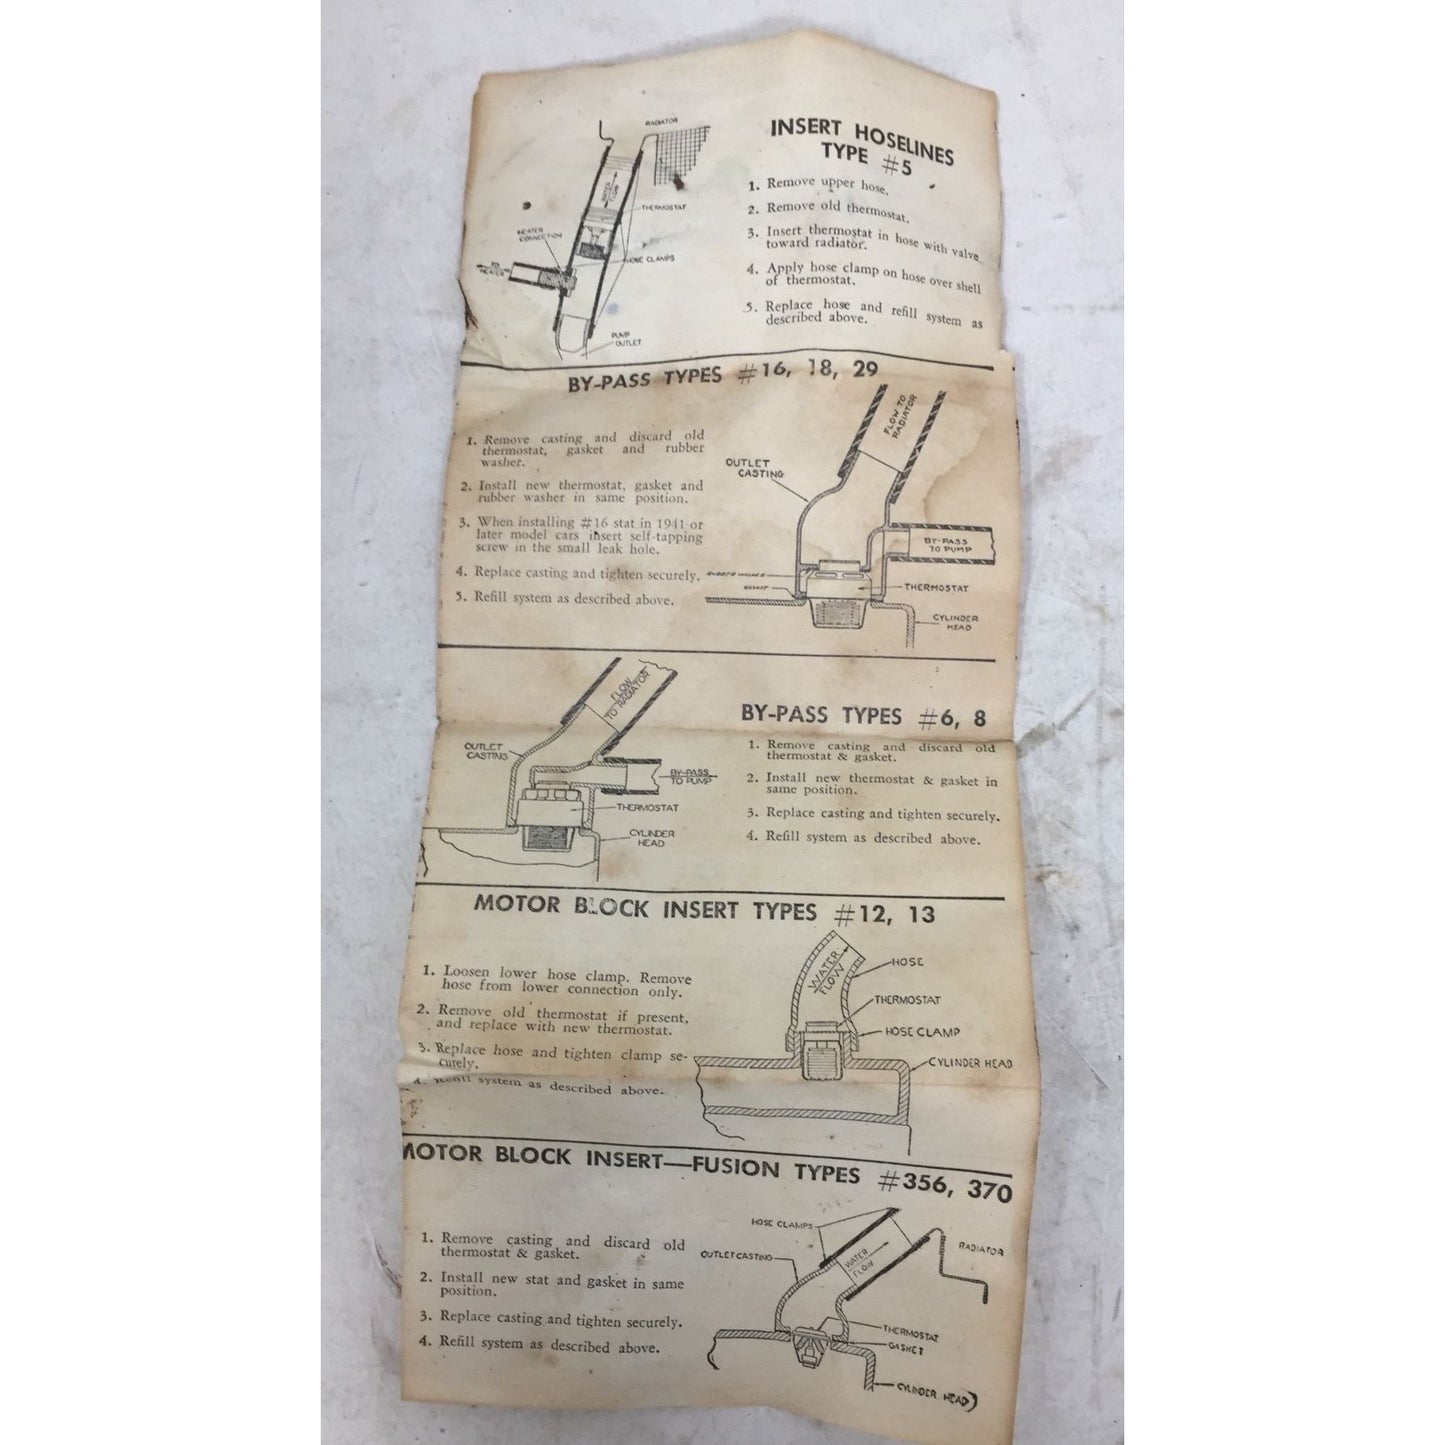 INSERT HOSELINES
TYPE #5
1. Remove upper hose.
2. Remove old thermostat.
3. Insert thermostat in hose with valve
toward radiator.
4. Apply hose clamp on hose over shell
of thermostat.
5. Replace hose and refill system as
described above.
RADIATOR
WATER
FLOW
THERMOSTAT
HEATER
CONNECTION
HOSE CLAMPS
TO
HEATER
PUMP
OUTLET
BY-PASS TYPES #16, 18, 29
1. Remove casting and discard old
thermostat, gasket and rubber
washer.
2. Install new thermostat, gasket and
rubber washer in same position.
3. When installing #16 stat in 1941 or
later model cars insert self-tapping
screw in the small leak hole.
4. Replace casting and tighten securely.
5. Refill system as described above.
FLOW TO
RADIATOR
OUTLET
CASTING
BY-PASS
TO PUMP
RUBBER WASHER
GASKET
THERMOSTAT
CYLINDER
HEAD
FLOW
TO RADIATOR
OUTLET
CASTING
BY-PASS
TO PUMP
THERMOSTAT
CYLINDER
HEAD
BY-PASS TYPES #6, 8
1. Remove casting and discard old
thermostat & gasket.
2. Install new thermostat & gasket in
same position.
3. Replace casting and tighten securely.
4. Refill system as described above.
MOTOR BLOCK INSERT TYPES #12, 13
1. Loosen lower hose clamp. Remove
hose from lower connection only.
2. Remove old thermostat if present,
and replace with new thermostat.
3. Replace hose and tighten clamp se-
curely.
4. Refill system as described above.
WATER
FLOW
HOSE
THERMOSTAT
HOSE CLAMP
CYLINDER HEAD
MOTOR BLOCK INSERT—FUSION TYPES #356, 370
1. Remove casting and discard old
thermostat & gasket.
2. Install new stat and gasket in same
position.
3. Replace casting and tighten securely.
4. Refill system as described above.
HOSE CLAMPS
OUTLET CASTING
WATER
FLOW
RADIATOR
THERMOSTAT
GASKET
CYLINDER HEAD